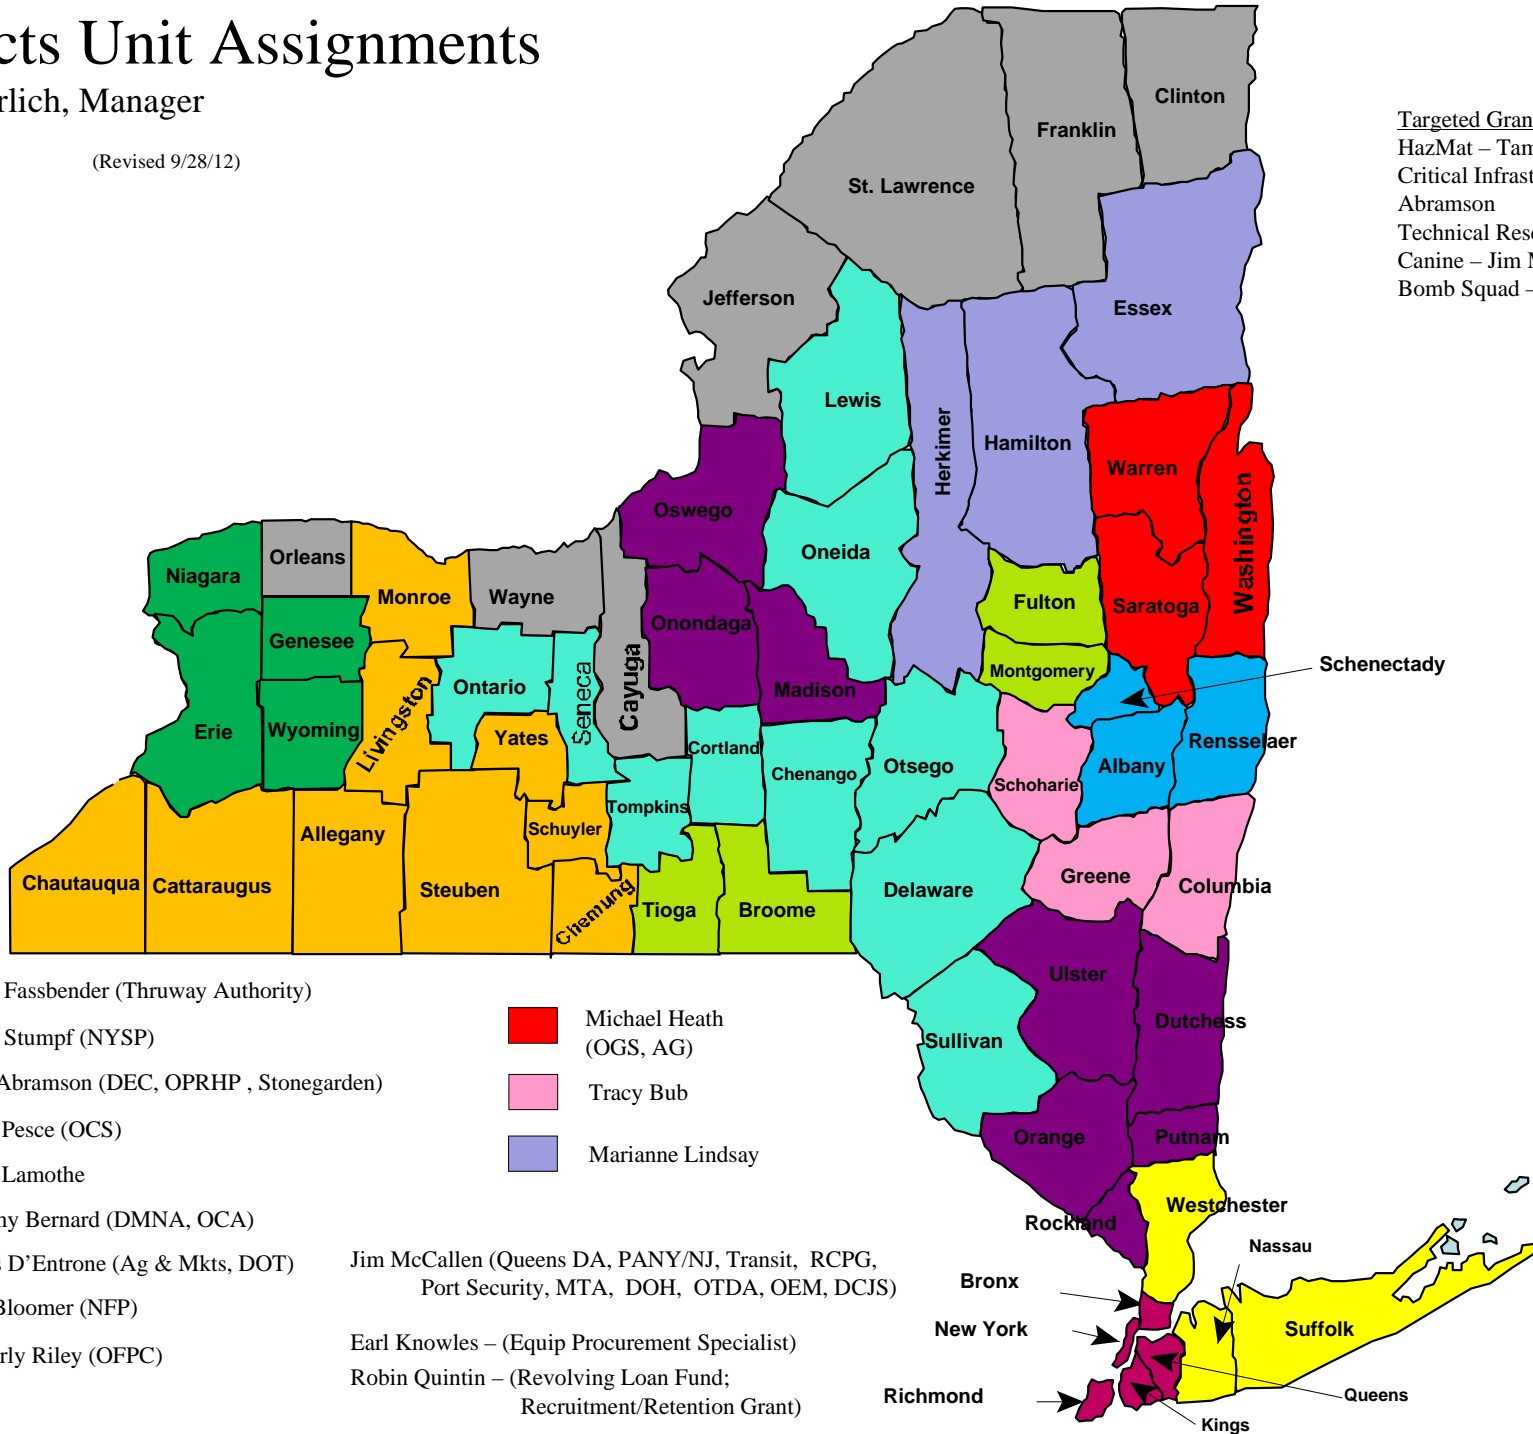 cts Unit Assignments
rlich, Manager
(Revised 9/28/12)
Targeted Gran
HazMat – Tam
Critical Infrast
Abramson
Technical Resc
Canine – Jim M
Bomb Squad –
Clinton
Franklin
St. Lawrence
Jefferson
Essex
Lewis
Herkimer
Hamilton
Warren
Washington
Oswego
Oneida
Niagara
Orleans
Monroe
Wayne
Fulton
Saratoga
Genesee
Onondaga
Cayuga
Seneca
Ontario
Montgomery
Schenectady
Madison
Erie
Wyoming
Livingston
Yates
Cortland
Chenango
Otsego
Schoharie
Albany
Rensselaer
Tompkins
Allegany
Schuyler
Chautauqua
Cattaraugus
Steuben
Chemung
Tioga
Broome
Delaware
Greene
Columbia
Ulster
Dutchess
Sullivan
Orange
Putnam
Westchester
Rockland
Nassau
Bronx
New York
Suffolk
Richmond
Queens
Kings
Fassbender (Thruway Authority)
Stumpf (NYSP)
Abramson (DEC, OPRHP , Stonegarden)
Pesce (OCS)
Lamothe
ny Bernard (DMNA, OCA)
s D’Entrone (Ag & Mkts, DOT)
Bloomer (NFP)
rly Riley (OFPC)
Michael Heath
(OGS, AG)
Tracy Bub
Marianne Lindsay
Jim McCallen (Queens DA, PANY/NJ, Transit, RCPG,
Port Security, MTA, DOH, OTDA, OEM, DCJS)
Earl Knowles – (Equip Procurement Specialist)
Robin Quintin – (Revolving Loan Fund;
Recruitment/Retention Grant)